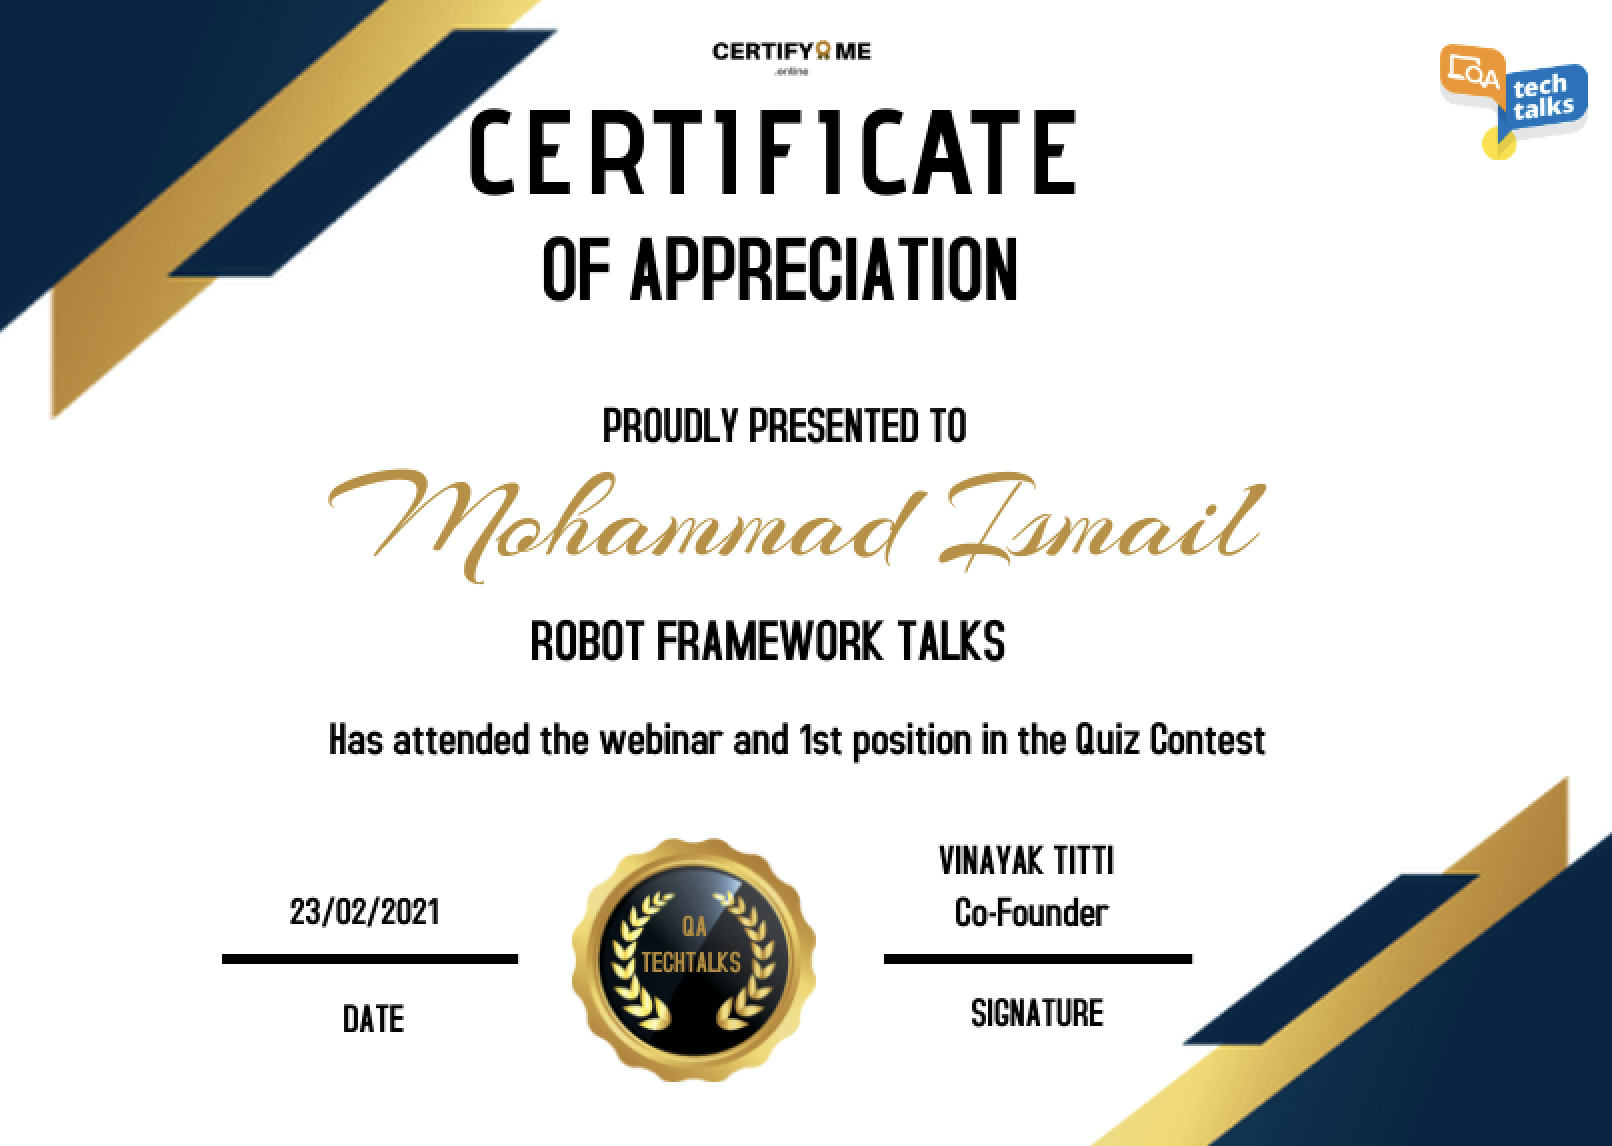 CERTIFY ME
.online
QA
tech
talks
CERTIFICATE
OF APPRECIATION
PROUDLY PRESENTED TO
Mohammad Ismail
ROBOT FRAMEWORK TALKS
Has attended the webinar and 1st position in the Quiz Contest
23/02/2021
DATE
QA
TECHTALKS
VINAYAK TITTI
Co-Founder
SIGNATURE